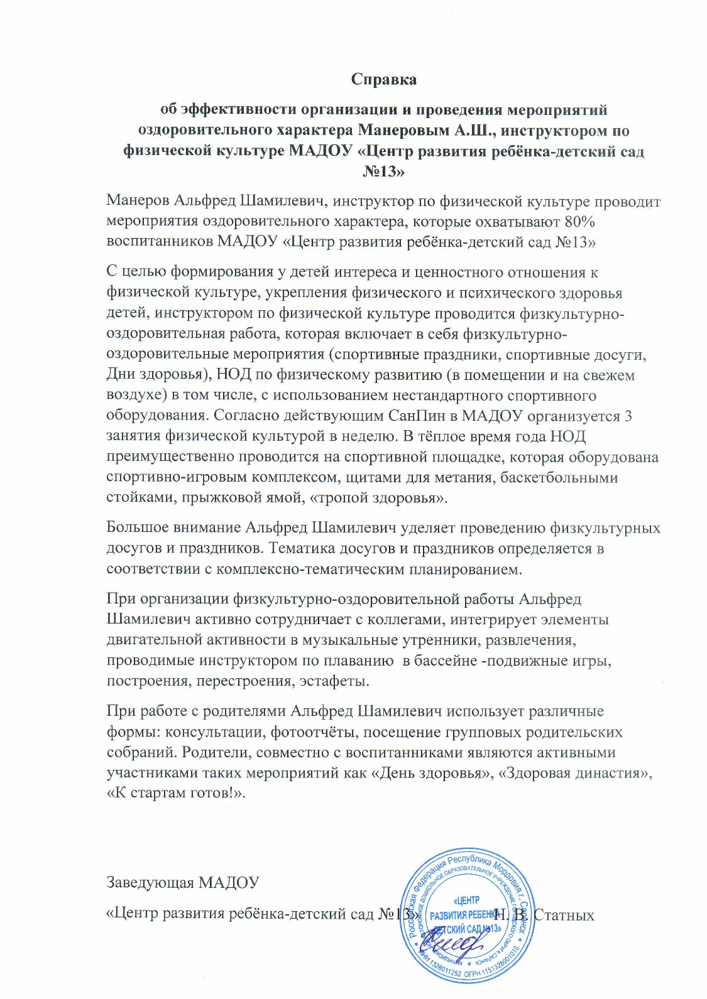 Справка
об эффективности организации и проведения мероприятий
оздоровительного характера Манеровым А.Ш., инструктором по
физической культуре МАДОУ «Центр развития ребёнка-детский сад
№13»
Манеров Альфред Шамилевич, инструктор по физической культуре проводит
мероприятия оздоровительного характера, которые охватывают 80%
воспитанников МАДОУ «Центр развития ребёнка-детский сад №13»
С целью формирования у детей интереса и ценностного отношения к
физической культуре, укрепления физического и психического здоровья
детей, инструктором по физической культуре проводится физкультурно-
оздоровительная работа, которая включает в себя физкультурно-
оздоровительные мероприятия (спортивные праздники, спортивные досуги,
Дни здоровья), НОД по физическому развитию (в помещении и на свежем
воздухе) в том числе, с использованием нестандартного спортивного
оборудования. Согласно действующим СанПин в МАДОУ организуется 3
занятия физической культурой в неделю. В тёплое время года НОД
преимущественно проводится на спортивной площадке, которая оборудована
спортивно-игровым комплексом, щитами для метания, баскетбольными
стойками, прыжковой ямой, «тропой здоровья».
Большое внимание Альфред Шамилевич уделяет проведению физкультурных
досугов и праздников. Тематика досугов и праздников определяется в
соответствии с комплексно-тематическим планированием.
При организации физкультурно-оздоровительной работы Альфред
Шамилевич активно сотрудничает с коллегами, интегрирует элементы
двигательной активности в музыкальные утренники, развлечения,
проводимые инструктором по плаванию  в бассейне -подвижные игры,
построения, перестроения, эстафеты.
При работе с родителями Альфред Шамилевич использует различные
формы: консультации, фотоотчёты, посещение групповых родительских
собраний. Родители, совместно с воспитанниками являются активными
участниками таких мероприятий как «День здоровья», «Здоровая династия»,
«К стартам готов!».
Заведующая МАДОУ
«Центр развития ребёнка-детский сад №13» Н. В. Статных
Российская Федерация Республика Мордовия г. Саранск
МУНИЦИПАЛЬНОЕ АВТОНОМНОЕ ДОШКОЛЬНОЕ ОБРАЗОВАТЕЛЬНОЕ УЧРЕЖДЕНИЕ ГОРОДСКОГО ОКРУГА САРАНСК
«ЦЕНТР
РАЗВИТИЯ РЕБЕНКА
ДЕТСКИЙ САД №13»
ИНН 1328011252 ОГРН 1151328001010